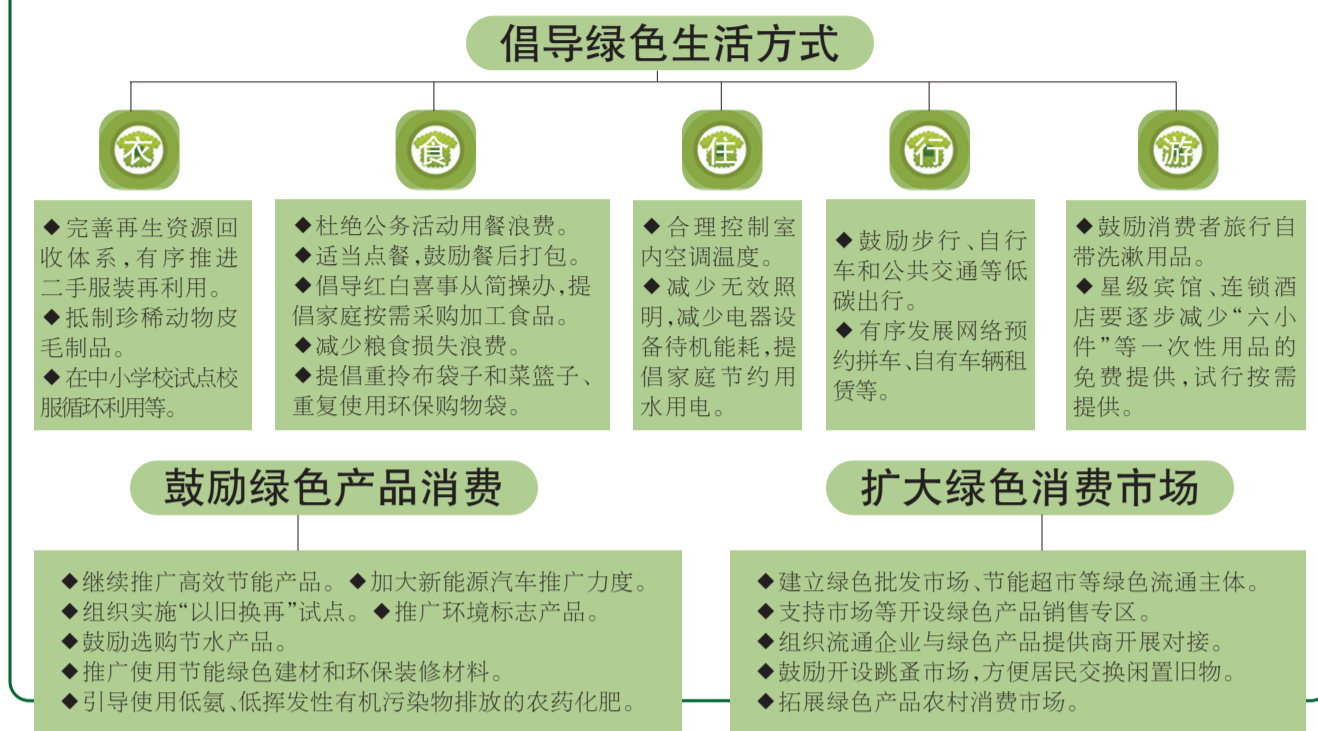 倡导绿色生活方式
衣
◆完善再生资源回
收体系,有序推进
二手服装再利用。
◆抵制珍稀动物皮
毛制品。
◆在中小学校试点校
服循环利用等。
食
◆杜绝公务活动用餐浪费。
◆适当点餐,鼓励餐后打包。
◆倡导红白喜事从简操办,提
倡家庭按需采购加工食品。
◆减少粮食损失浪费。
◆提倡重拎布袋子和菜篮子、
重复使用环保购物袋。
住
◆合理控制室
内空调温度。
◆减少无效照
明,减少电器设
备待机能耗,提
倡家庭节约用
水用电。
行
◆鼓励步行、自行
车和公共交通等低
碳出行。
◆有序发展网络预
约拼车、自有车辆租
赁等。
游
◆鼓励消费者旅行自
带洗漱用品。
◆星级宾馆、连锁酒
店要逐步减少“六小
件”等一次性用品的
免费提供,试行按需
提供。
鼓励绿色产品消费
◆继续推广高效节能产品。◆加大新能源汽车推广力度。
◆组织实施“以旧换再”试点。◆推广环境标志产品。
◆鼓励选购节水产品。
◆推广使用节能绿色建材和环保装修材料。
◆引导使用低氨、低挥发性有机污染物排放的农药化肥。
扩大绿色消费市场
◆建立绿色批发市场、节能超市等绿色流通主体。
◆支持市场等开设绿色产品销售专区。
◆组织流通企业与绿色产品提供商开展对接。
◆鼓励开设跳蚤市场,方便居民交换闲置旧物。
◆拓展绿色产品农村消费市场。